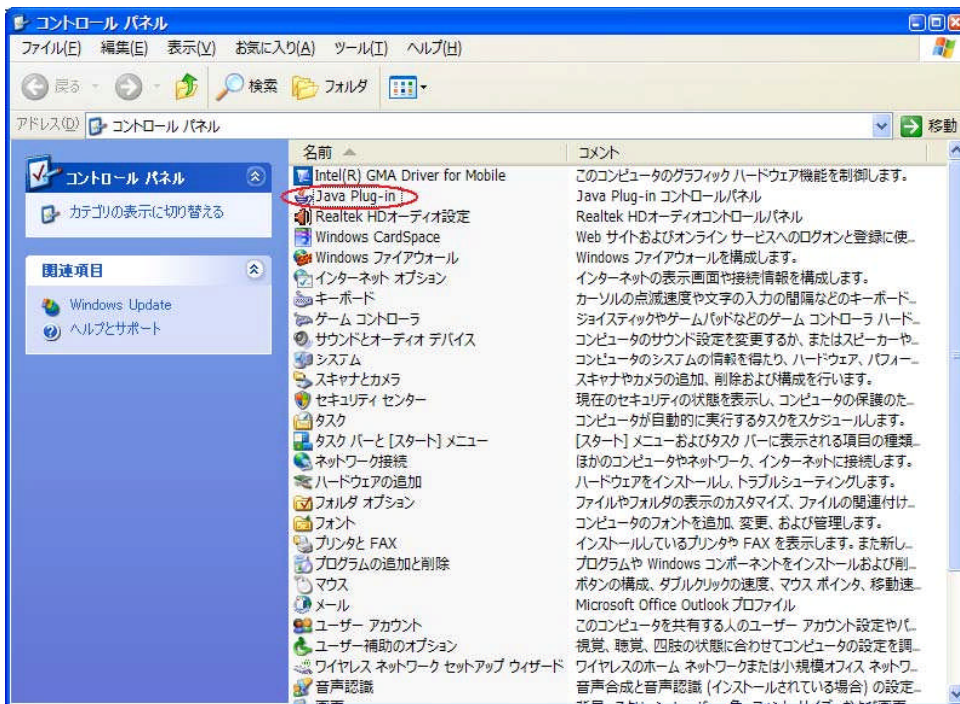 コントロール パネル
ファイル(F) 編集(E) 表示(V) お気に入り(A) ツール(T) ヘルプ(H)
戻る 検索 フォルダ
アドレス(D) コントロール パネル 移動
コントロール パネル
カテゴリの表示に切り替える
関連項目
Windows Update
ヘルプとサポート
名前 コメント
Intel(R) GMA Driver for Mobile このコンピュータのグラフィック ハードウェア機能を制御します。
Java Plug-in Java Plug-in コントロールパネル
Realtek HDオーディオ設定 Realtek HDオーディオコントロールパネル
Windows CardSpace Web サイトおよびオンライン サービスへのログオンと登録に使...
Windows ファイアウォール Windows ファイアウォールを構成します。
インターネット オプション インターネットの表示画面や接続情報を構成します。
キーボード カーソルの点滅速度や文字の入力の間隔などのキーボード...
ゲーム コントローラ ジョイスティックやゲームパッドなどのゲーム コントローラ ハード...
サウンドとオーディオ デバイス コンピュータのサウンド設定を変更するか、またはスピーカーや...
システム コンピュータのシステムの情報を得たり、ハードウェア、パフォー...
スキャナとカメラ スキャナやカメラの追加、削除および構成を行います。
セキュリティ センター 現在のセキュリティの状態を表示し、コンピュータの保護のた...
タスク コンピュータが自動的に実行するタスクをスケジュールします。
タスク バーと [スタート] メニュー [スタート] メニューおよびタスク バーに表示される項目の種類...
ネットワーク接続 ほかのコンピュータやネットワーク、インターネットに接続します。
ハードウェアの追加 ハードウェアをインストールし、トラブルシューティングします。
フォルダ オプション ファイルやフォルダの表示のカスタマイズ、ファイルの関連付け...
フォント コンピュータのフォントを追加、変更、および管理します。
プリンタと FAX インストールしているプリンタや FAX を表示します。また新し...
プログラムの追加と削除 プログラムや Windows コンポーネントをインストールおよび削...
マウス ボタンの構成、ダブルクリックの速度、マウス ポインタ、移動速...
メール Microsoft Office Outlook プロファイル
ユーザー アカウント このコンピュータを共有する人のユーザー アカウント設定やパ...
ユーザー補助のオプション 視覚、聴覚、四肢の状態に合わせてコンピュータの設定を調...
ワイヤレス ネットワーク セットアップ ウィザード ワイヤレスのホーム ネットワークまたは小規模オフィス ネットワ...
音声認識 音声合成と音声認識 (インストールされている場合) の設定...